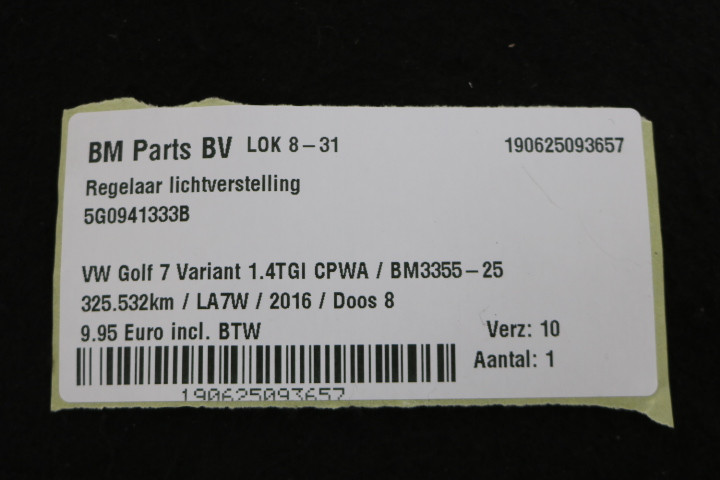 BM Parts BV LOK 8-31 190625093657
Regelaar lichtverstelling
5G0941333B
VW Golf 7 Variant 1.4TGI CPWA / BM3355-25
325.532km / LA7W / 2016 / Doos 8
9.95 Euro incl. BTW Verz: 10
Aantal: 1
190625093657